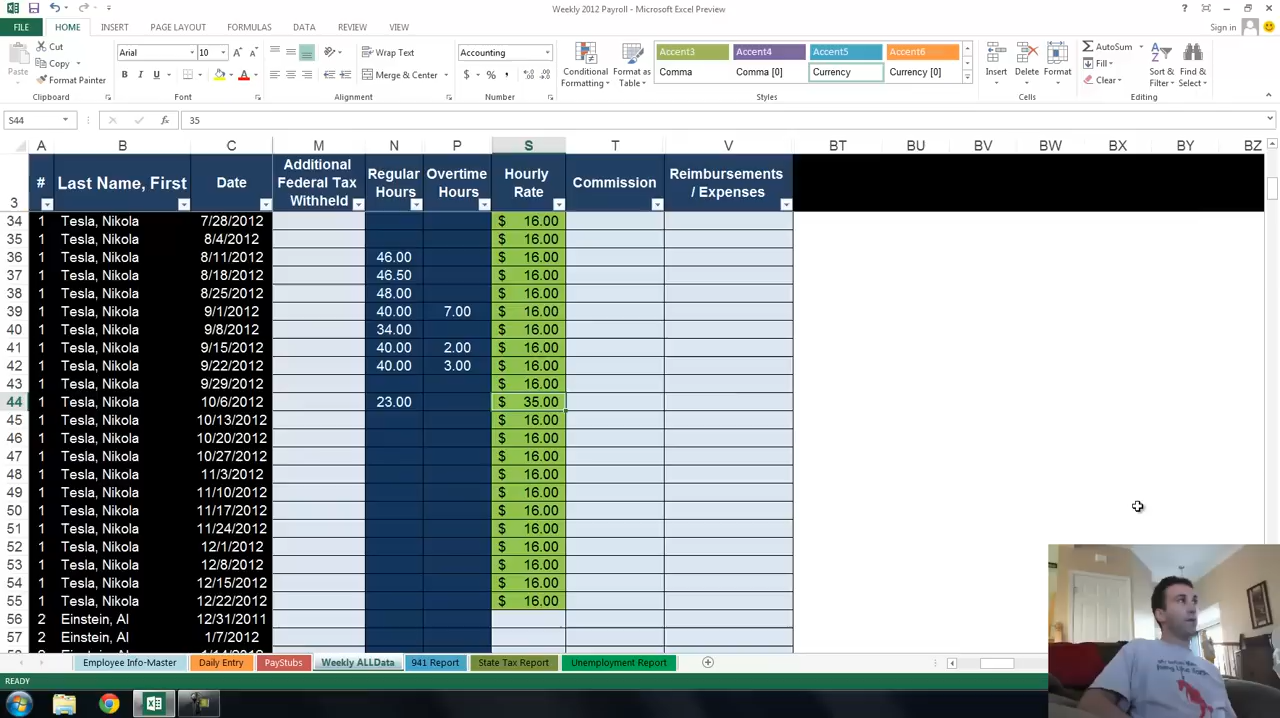 Weekly 2012 Payroll - Microsoft Excel Preview
FILE HOME INSERT PAGE LAYOUT FORMULAS DATA REVIEW VIEW Sign in
Paste Cut Copy Format Painter Clipboard
Arial 10 B I U A Font
Wrap Text Merge & Center Alignment
Accounting $ % , Number
Conditional Formatting Format as Table
Accent3 Accent4 Accent5 Accent6
Comma Comma [0] Currency Currency [0]
Styles
Insert Delete Format Cells
AutoSum Fill Clear Sort & Filter Find & Select Editing
S44 fx 35
A B C M N P S T V BT BU BV BW BX BY BZ
3 # Last Name, First Date Additional Federal Tax Withheld Regular Hours Overtime Hours Hourly Rate Commission Reimbursements / Expenses
34 1 Tesla, Nikola 7/28/2012 $ 16.00
35 1 Tesla, Nikola 8/4/2012 $ 16.00
36 1 Tesla, Nikola 8/11/2012 46.00 $ 16.00
37 1 Tesla, Nikola 8/18/2012 46.50 $ 16.00
38 1 Tesla, Nikola 8/25/2012 48.00 $ 16.00
39 1 Tesla, Nikola 9/1/2012 40.00 7.00 $ 16.00
40 1 Tesla, Nikola 9/8/2012 34.00 $ 16.00
41 1 Tesla, Nikola 9/15/2012 40.00 2.00 $ 16.00
42 1 Tesla, Nikola 9/22/2012 40.00 3.00 $ 16.00
43 1 Tesla, Nikola 9/29/2012 $ 16.00
44 1 Tesla, Nikola 10/6/2012 23.00 $ 35.00
45 1 Tesla, Nikola 10/13/2012 $ 16.00
46 1 Tesla, Nikola 10/20/2012 $ 16.00
47 1 Tesla, Nikola 10/27/2012 $ 16.00
48 1 Tesla, Nikola 11/3/2012 $ 16.00
49 1 Tesla, Nikola 11/10/2012 $ 16.00
50 1 Tesla, Nikola 11/17/2012 $ 16.00
51 1 Tesla, Nikola 11/24/2012 $ 16.00
52 1 Tesla, Nikola 12/1/2012 $ 16.00
53 1 Tesla, Nikola 12/8/2012 $ 16.00
54 1 Tesla, Nikola 12/15/2012 $ 16.00
55 1 Tesla, Nikola 12/22/2012 $ 16.00
56 2 Einstein, Al 12/31/2011
57 2 Einstein, Al 1/7/2012
Employee Info-Master Daily Entry PayStubs Weekly ALLData 941 Report State Tax Report Unemployment Report
READY